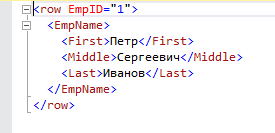 <row EmpID="1">
<EmpName>
<First>Петр</First>
<Middle>Сергеевич</Middle>
<Last>Иванов</Last>
</EmpName>
</row>